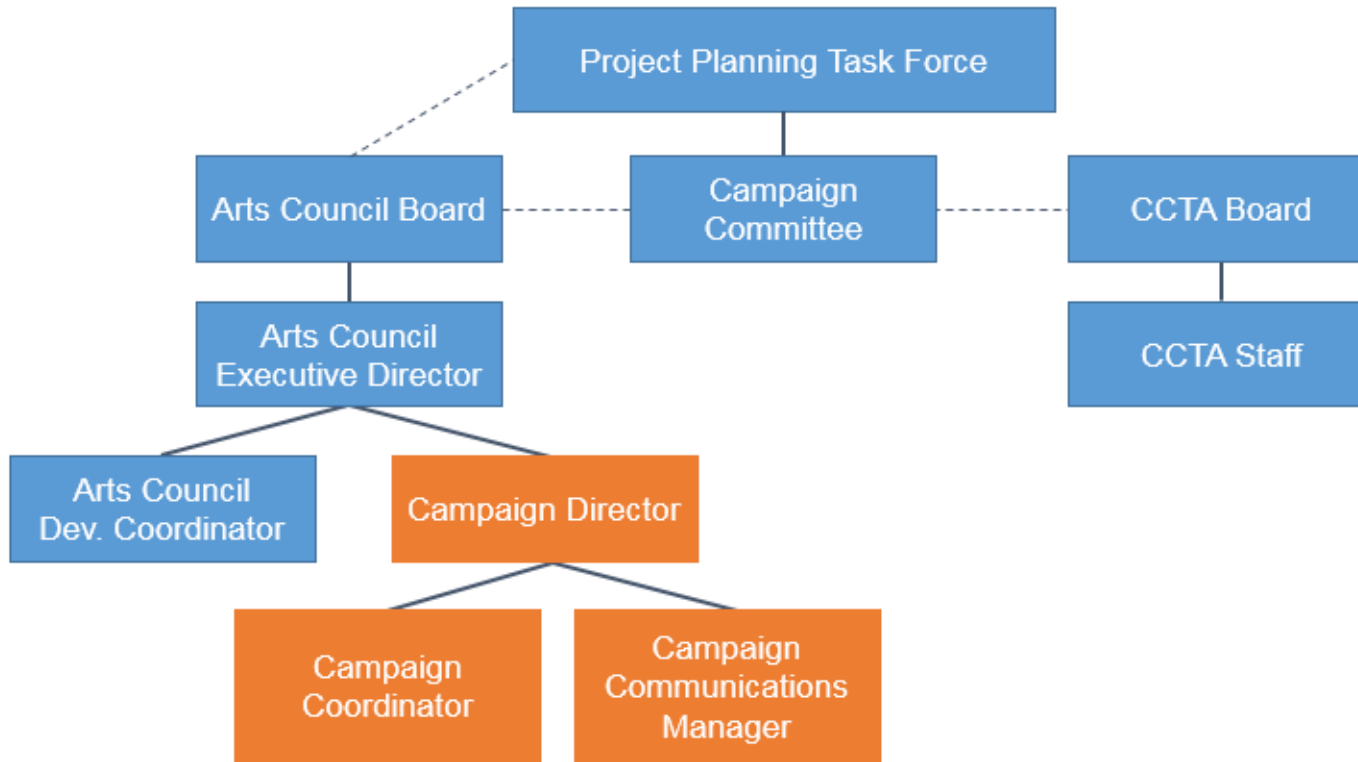 Project Planning Task Force
Arts Council Board
Campaign
Committee
CCTA Board
Arts Council
Executive Director
CCTA Staff
Arts Council
Dev. Coordinator
Campaign Director
Campaign
Coordinator
Campaign
Communications
Manager